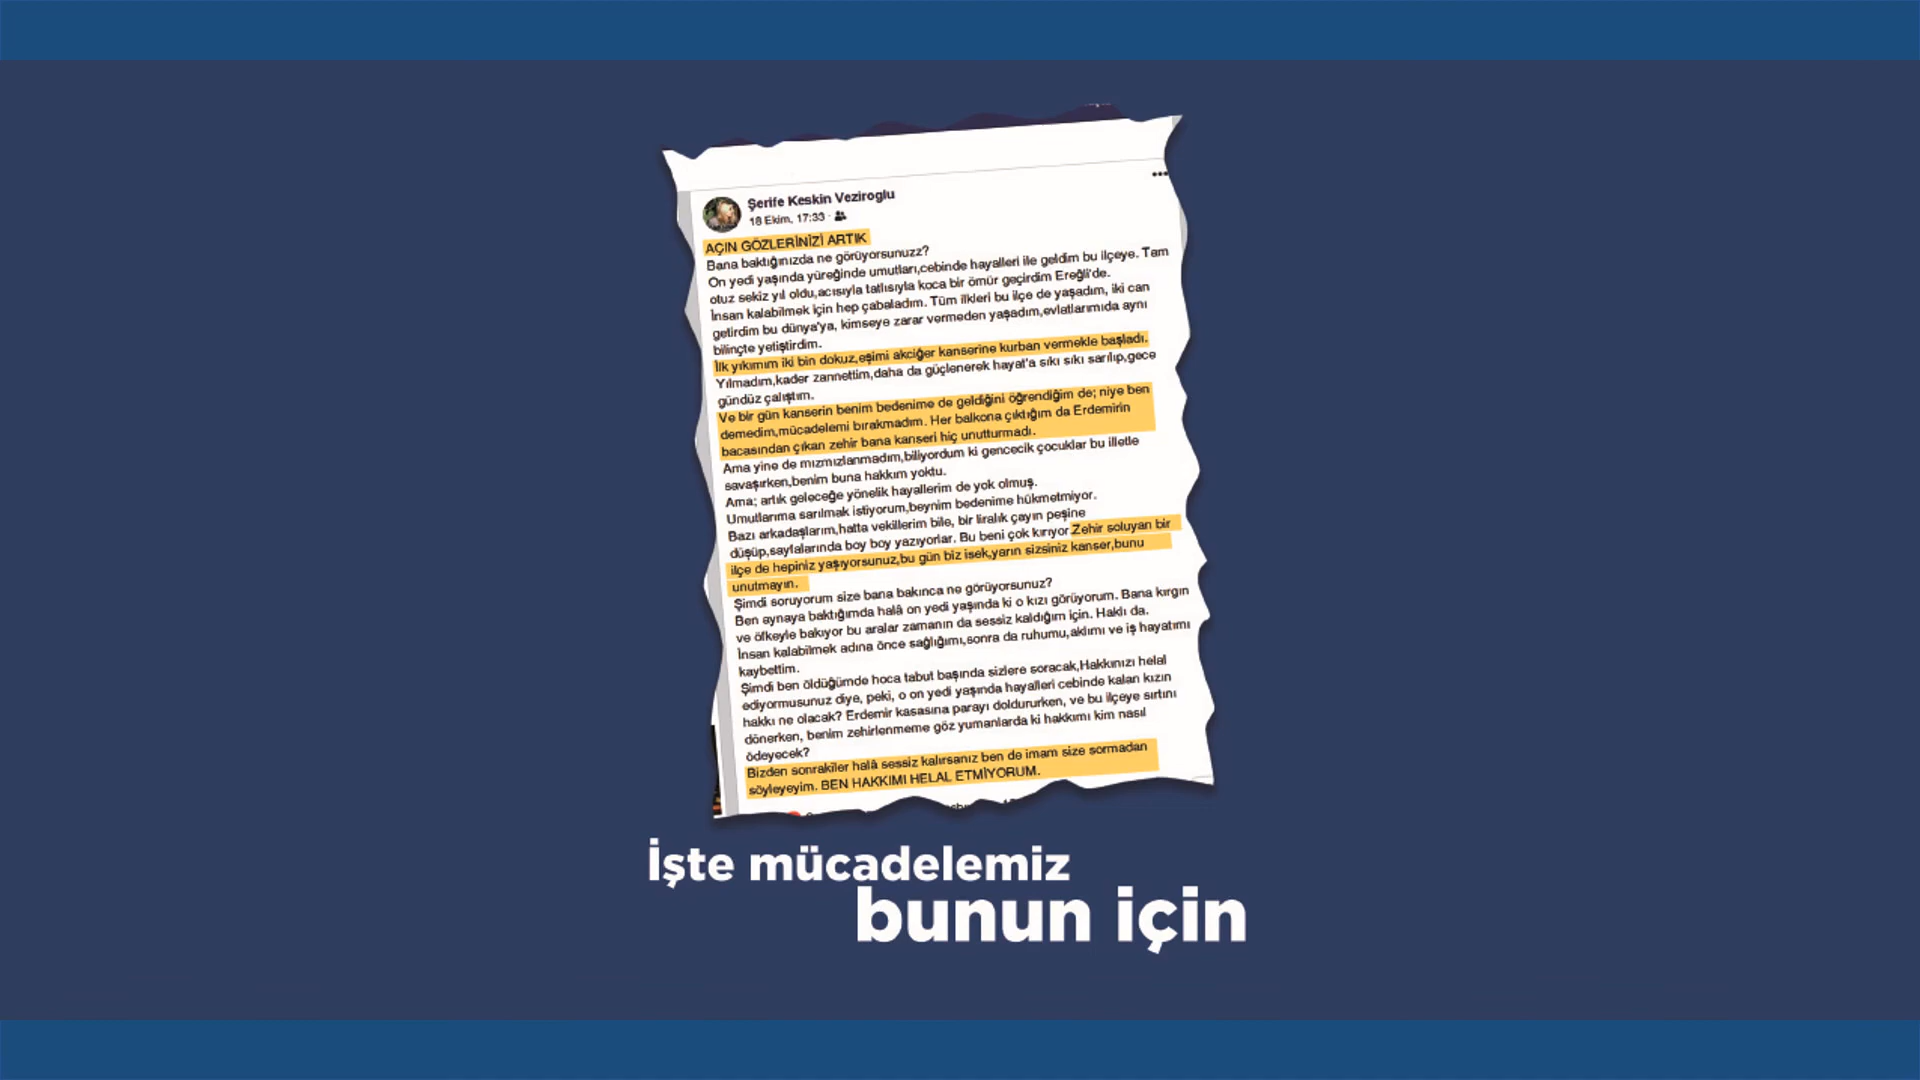 Şerife Keskin Veziroglu
18 Ekim, 17:33
AÇIN GÖZLERİNİZİ ARTIK
Bana baktığınızda ne görüyorsunuzz?
On yedi yaşında yüreğinde umutları,cebinde hayalleri ile geldim bu ilçeye. Tam
otuz sekiz yıl oldu,acısıyla tatlısıyla koca bir ömür geçirdim Ereğli'de.
İnsan kalabilmek için hep çabaladım. Tüm ilkleri bu ilçe de yaşadım, iki can
getirdim bu dünya'ya, kimseye zarar vermeden yaşadım,evlatlarımıda aynı
bilinçte yetiştirdim.
İlk yıkımım iki bin dokuz,eşimi akciğer kanserine kurban vermekle başladı.
Yılmadım,kader zannettim,daha da güçlenerek hayat'a sıkı sıkı sarılıp,gece
gündüz çalıştım.
Ve bir gün kanserin benim bedenime de geldiğini öğrendiğim de; niye ben
demedim,mücadelemi bırakmadım. Her balkona çıktığım da Erdemirin
bacasından çıkan zehir bana kanseri hiç unutturmadı.
Ama yine de mızmızlanmadım,biliyordum ki gencecik çocuklar bu illetle
savaşırken,benim buna hakkım yoktu.
Ama; artık geleceğe yönelik hayallerim de yok olmuş.
Umutlarıma sarılmak istiyorum,beynim bedenime hükmetmiyor.
Bazı arkadaşlarım,hatta vekillerim bile, bir liralık çayın peşine
düşüp,sayfalarında boy boy yazıyorlar. Bu beni çok kırıyor.Zehir soluyan bir
ilçe de hepiniz yaşıyorsunuz,bu gün biz isek,yarın sizsiniz kanser,bunu
unutmayın.
Şimdi soruyorum size bana bakınca ne görüyorsunuz?
Ben aynaya baktığımda halâ on yedi yaşında ki o kızı görüyorum. Bana kırgın
ve öfkeyle bakıyor bu aralar zamanın da sessiz kaldığım için. Haklı da.
İnsan kalabilmek adına önce sağlığımı,sonra da ruhumu,aklımı ve iş hayatımı
kaybettim.
Şimdi ben öldüğümde hoca tabut başında sizlere soracak,Hakkınızı helal
ediyormusunuz diye, peki, o on yedi yaşında hayalleri cebinde kalan kızın
hakkı ne olacak? Erdemir kasasına parayı doldururken, ve bu ilçeye sırtını
dönerken, benim zehirlenmeme göz yumanlarda ki hakkımı kim nasıl
ödeyecek?
Bizden sonrakiler halâ sessiz kalırsanız ben de imam size sormadan
söyleyeyim. BEN HAKKIMI HELAL ETMİYORUM.
İşte mücadelemiz
bunun için